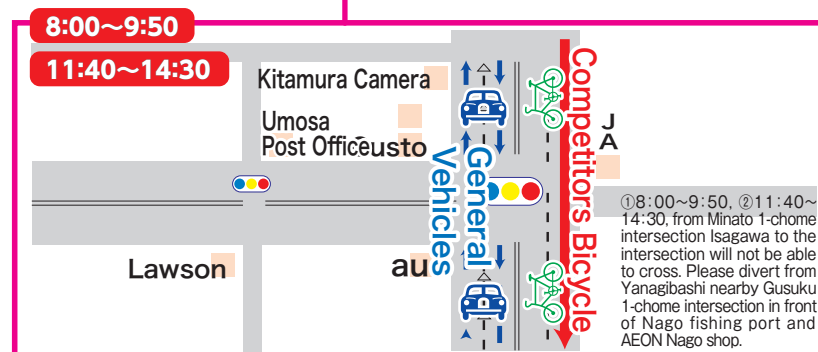 8:00〜9:50
11:40〜14:30
Kitamura Camera
Umosa
Post Office
usto
Lawson
au
General
Vehicles
Competitors Bicycle
J
A
①8:00〜9:50, ②11:40〜
14:30, from Minato 1-chome
intersection Isagawa to the
intersection will not be able
to cross. Please divert from
Yanagibashi nearby Gusuku
1-chome intersection in front
of Nago fishing port and
AEON Nago shop.